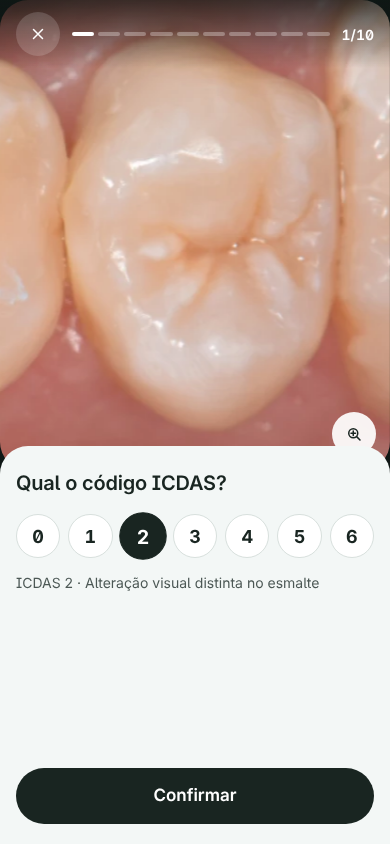 1/10
Qual o código ICDAS?
0 1 2 3 4 5 6
ICDAS 2 · Alteração visual distinta no esmalte
Confirmar